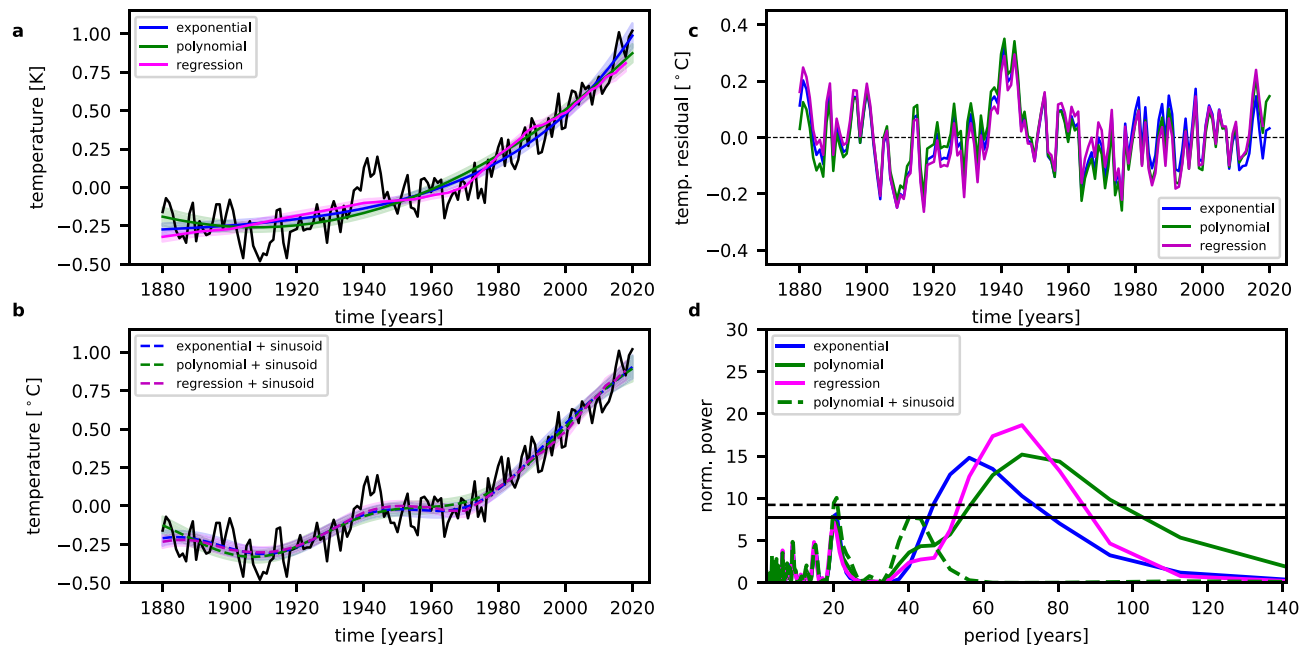 a
temperature [K]
1.00
0.75
0.50
0.25
0.00
−0.25
−0.50
exponential
polynomial
regression
1880 1900 1920 1940 1960 1980 2000 2020
time [years]
b
temperature [°C]
1.00
0.75
0.50
0.25
0.00
−0.25
−0.50
exponential + sinusoid
polynomial + sinusoid
regression + sinusoid
1880 1900 1920 1940 1960 1980 2000 2020
time [years]
c
temp. residual [°C]
0.4
0.2
0.0
−0.2
−0.4
exponential
polynomial
regression
1880 1900 1920 1940 1960 1980 2000 2020
time [years]
d
norm. power
30
25
20
15
10
5
0
exponential
polynomial
regression
polynomial + sinusoid
20 40 60 80 100 120 140
period [years]